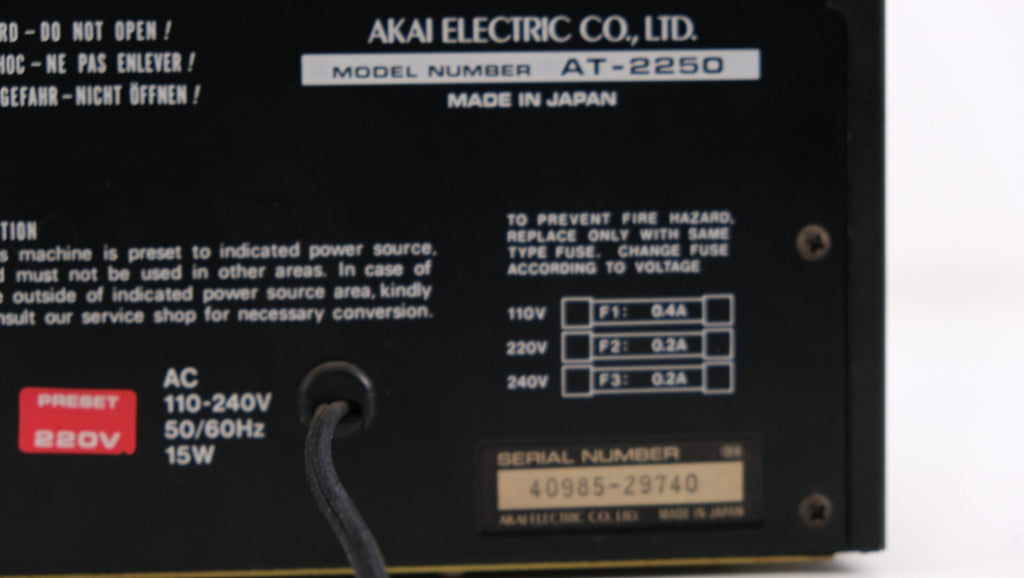 RD – DO NOT OPEN !
HOC – NE PAS ENLEVER !
GEFAHR – NICHT ÖFFNEN !
AKAI ELECTRIC CO., LTD.
MODEL NUMBER AT-2250
MADE IN JAPAN
TION
s machine is preset to indicated power source.
d must not be used in other areas. In case of
e outside of indicated power source area, kindly
nsult our service shop for necessary conversion.
TO PREVENT FIRE HAZARD.
REPLACE ONLY WITH SAME
TYPE FUSE. CHANGE FUSE
ACCORDING TO VOLTAGE
110V F1: 0.4A
220V F2: 0.2A
240V F3: 0.2A
PRESET
220V
AC
110-240V
50/60Hz
15W
SERIAL NUMBER
40985-29740
AKAI ELECTRIC CO., LTD. MADE IN JAPAN